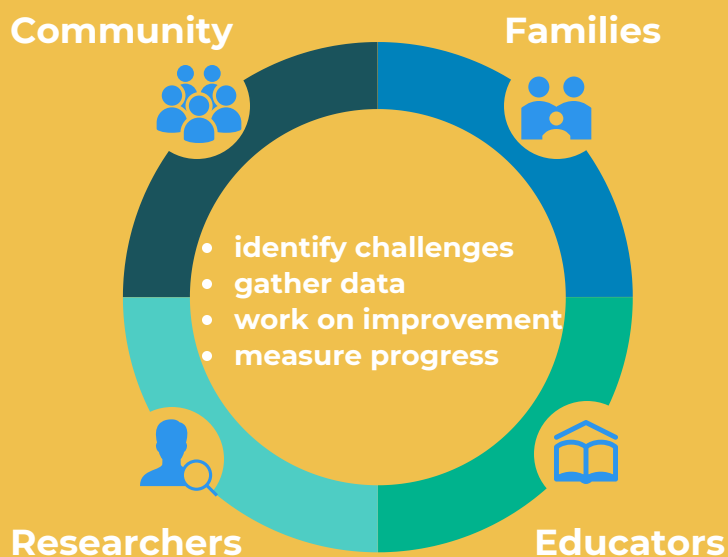 Community
Families
• identify challenges
• gather data
• work on improvement
• measure progress
Researchers
Educators